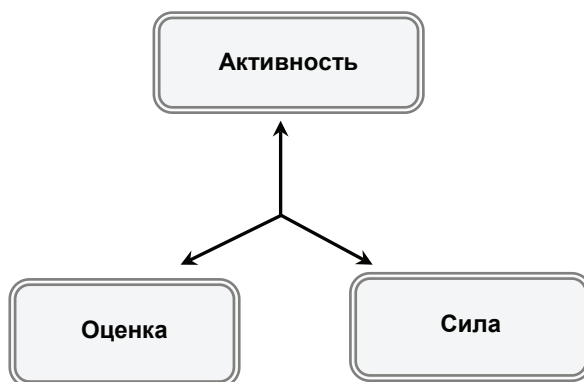 Активность
Оценка
Сила